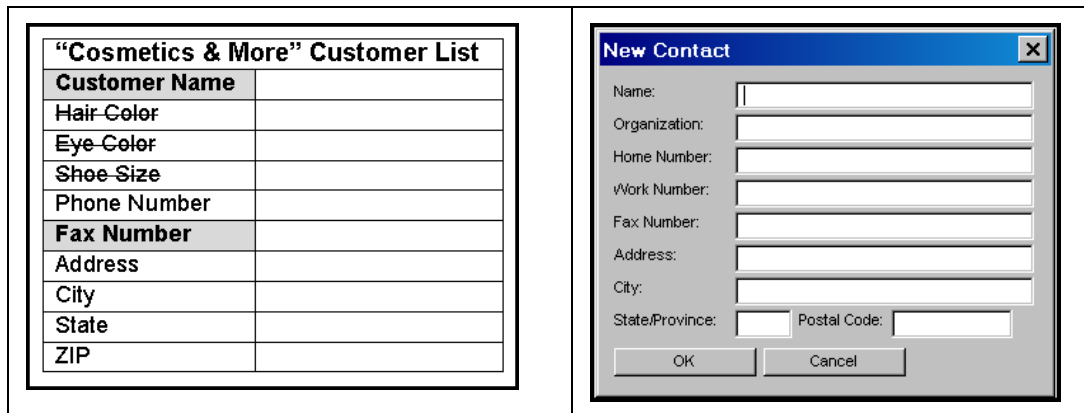 “Cosmetics & More” Customer List
Customer Name
Hair Color
Eye Color
Shoe Size
Phone Number
Fax Number
Address
City
State
ZIP
New Contact
Name:
Organization:
Home Number:
Work Number:
Fax Number:
Address:
City:
State/Province: Postal Code:
OK Cancel